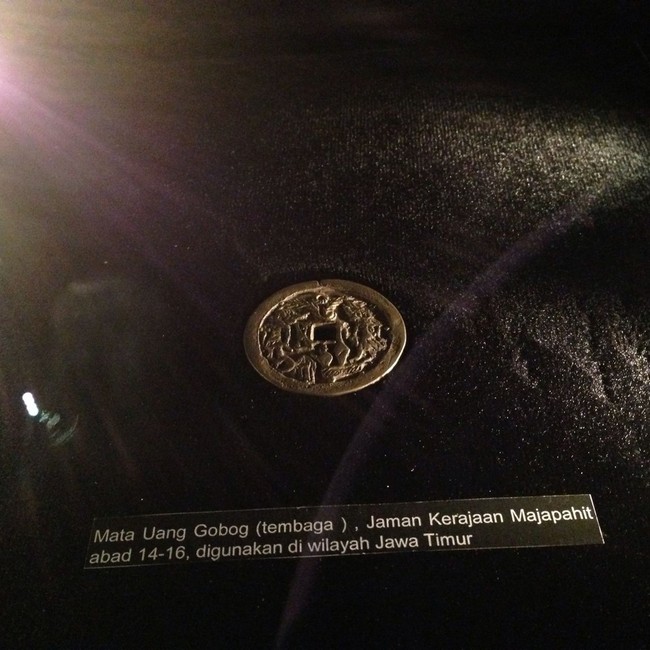 Mata Uang Gobog (tembaga ) , Jaman Kerajaan Majapahit
abad 14-16, digunakan di wilayah Jawa Timur